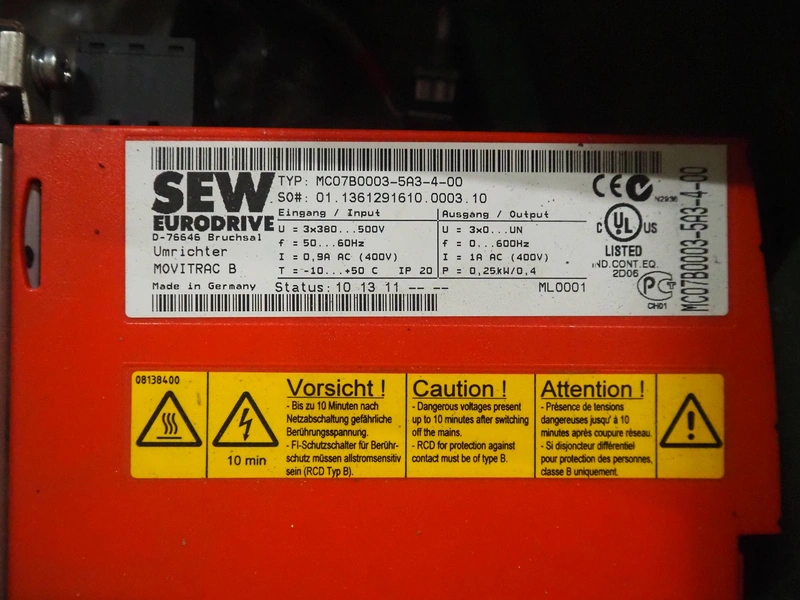 SEW
EURODRIVE
D-76646 Bruchsal
Umrichter
MOVITRAC B
Made in Germany
TYP: MC07B0003-5A3-4-00
SO#: 01.1361291610.0003.10
Eingang / Input
U = 3x380...500V
f = 50...60Hz
I = 0,9A AC (400V)
T = -10...+50 C IP 20
Ausgang / Output
U = 3x0...UN
f = 0...600Hz
I = 1A AC (400V)
P = 0,25kW/0,4
Status: 10 13 11 -- --
ML0001
CE
N2936
C UL US
LISTED
IND.CONT.EQ.
2D06
CH01
MC07B0003-5A3-4-00
08138400
10 min
Vorsicht !
- Bis zu 10 Minuten nach
Netzabschaltung gefährliche
Berührungsspannung.
- FI-Schutzschalter für Berühr-
schutz müssen allstromsensitiv
sein (RCD Typ B).
Caution !
- Dangerous voltages present
up to 10 minutes after switching
off the mains.
- RCD for protection against
contact must be of type B.
Attention !
- Présence de tensions
dangereuses jusqu' à 10
minutes après coupure réseau.
- Si disjoncteur différentiel
pour protection des personnes,
classe B uniquement.